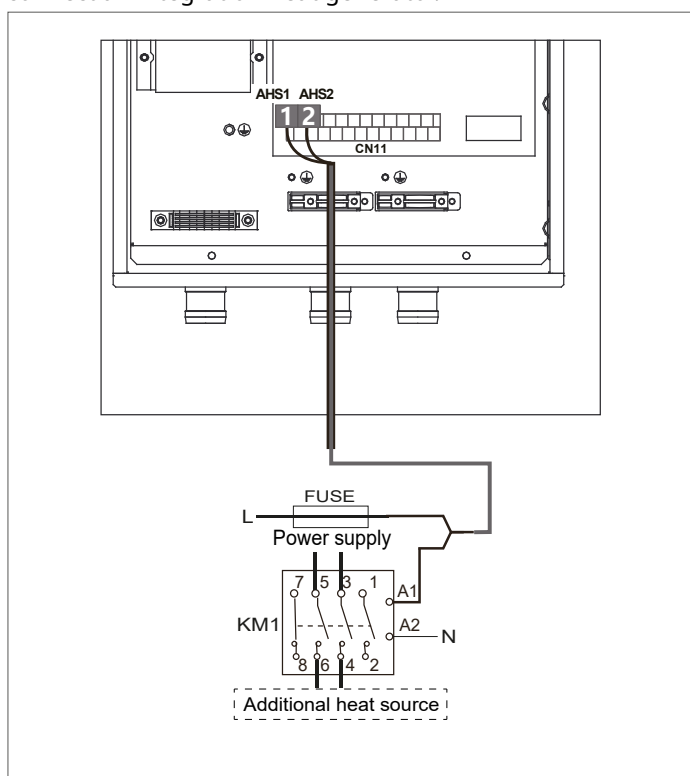 AHS1 AHS2
1 2
CN11
FUSE
L
Power supply
7 5 3 1
A1
KM1
A2
N
8 6 4 2
Additional heat source